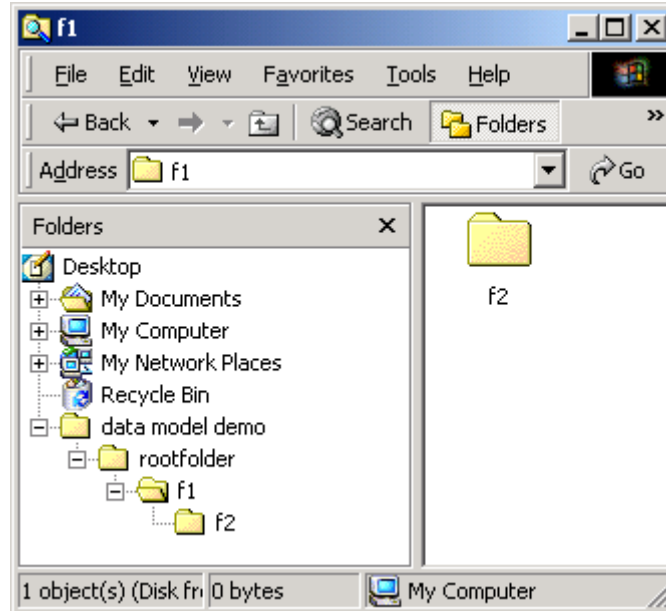 f1
File Edit View Favorites Tools Help
Back Search Folders »
Address f1 Go
Folders
Desktop
My Documents
My Computer
My Network Places
Recycle Bin
data model demo
rootfolder
f1
f2
f2
1 object(s) (Disk fr 0 bytes My Computer